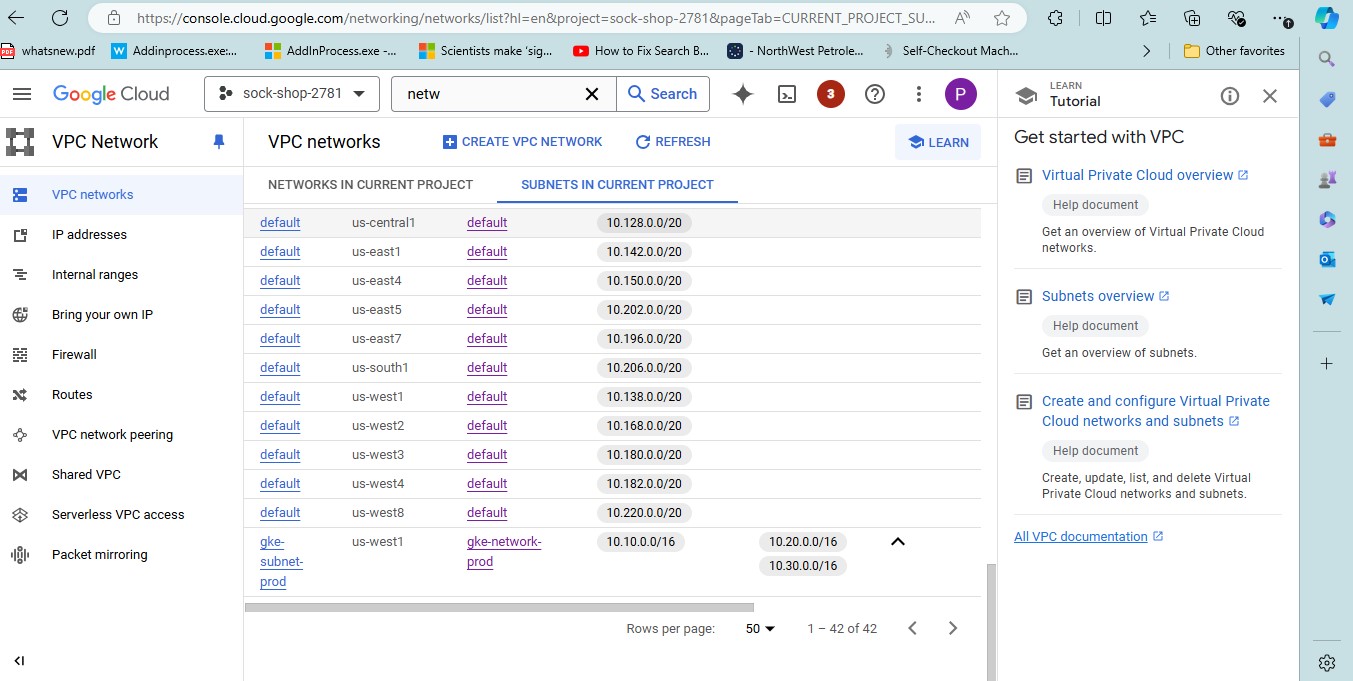 https://console.cloud.google.com/networking/networks/list?hl=en&project=sock-shop-2781&pageTab=CURRENT_PROJECT_SU...
whatsnew.pdf
Addinprocess.exe:...
AddInProcess.exe -...
Scientists make 'sig...
How to Fix Search B...
- NorthWest Petrole...
Self-Checkout Mach...
Other favorites
Google Cloud
sock-shop-2781
netw
Search
3
P
LEARN
Tutorial
VPC Network
VPC networks
CREATE VPC NETWORK
REFRESH
LEARN
VPC networks
IP addresses
Internal ranges
Bring your own IP
Firewall
Routes
VPC network peering
Shared VPC
Serverless VPC access
Packet mirroring
NETWORKS IN CURRENT PROJECT
SUBNETS IN CURRENT PROJECT
default us-central1 default 10.128.0.0/20
default us-east1 default 10.142.0.0/20
default us-east4 default 10.150.0.0/20
default us-east5 default 10.202.0.0/20
default us-east7 default 10.196.0.0/20
default us-south1 default 10.206.0.0/20
default us-west1 default 10.138.0.0/20
default us-west2 default 10.168.0.0/20
default us-west3 default 10.180.0.0/20
default us-west4 default 10.182.0.0/20
default us-west8 default 10.220.0.0/20
gke- us-west1 gke-network- 10.10.0.0/16 10.20.0.0/16
subnet- prod 10.30.0.0/16
prod
Rows per page: 50 1 – 42 of 42
Get started with VPC
Virtual Private Cloud overview
Help document
Get an overview of Virtual Private Cloud
networks.
Subnets overview
Help document
Get an overview of subnets.
Create and configure Virtual Private
Cloud networks and subnets
Help document
Create, update, list, and delete Virtual
Private Cloud networks and subnets.
All VPC documentation